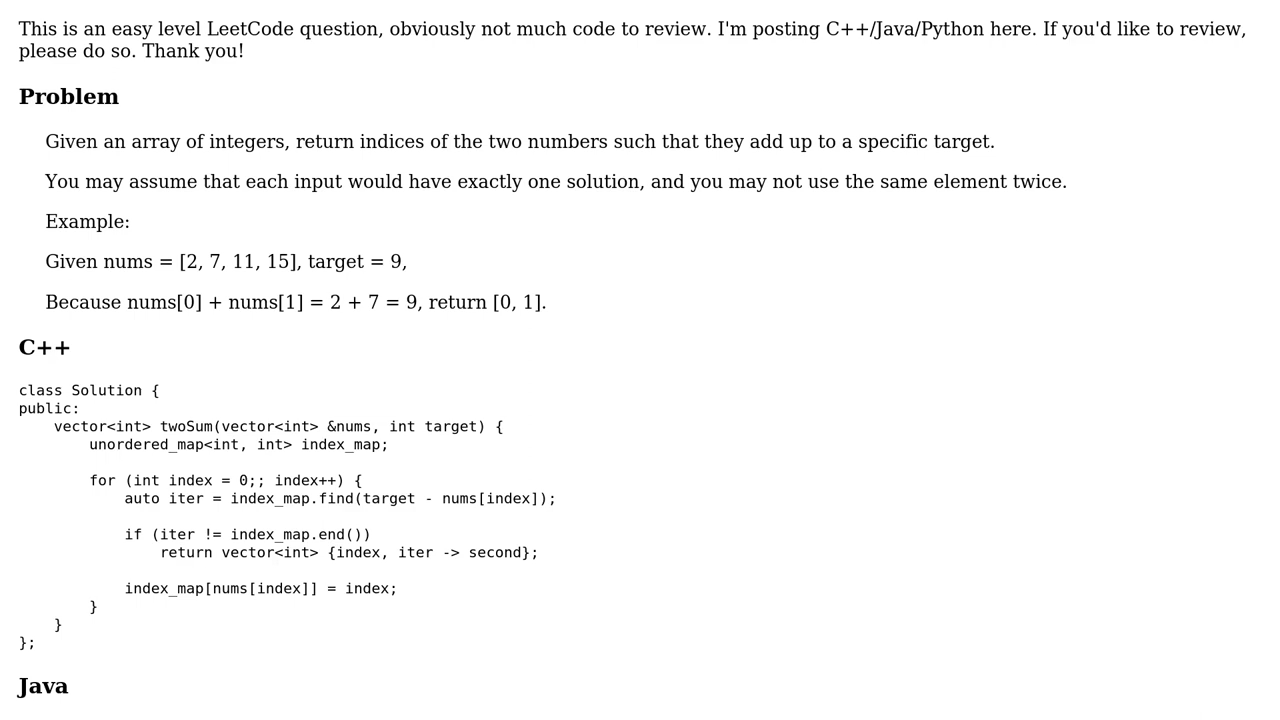 This is an easy level LeetCode question, obviously not much code to review. I'm posting C++/Java/Python here. If you'd like to review,
please do so. Thank you!
Problem
Given an array of integers, return indices of the two numbers such that they add up to a specific target.
You may assume that each input would have exactly one solution, and you may not use the same element twice.
Example:
Given nums = [2, 7, 11, 15], target = 9,
Because nums[0] + nums[1] = 2 + 7 = 9, return [0, 1].
C++
class Solution {
public:
    vector<int> twoSum(vector<int> &nums, int target) {
        unordered_map<int, int> index_map;

        for (int index = 0;; index++) {
            auto iter = index_map.find(target - nums[index]);

            if (iter != index_map.end())
                return vector<int> {index, iter -> second};

            index_map[nums[index]] = index;
        }
    }
};
Java